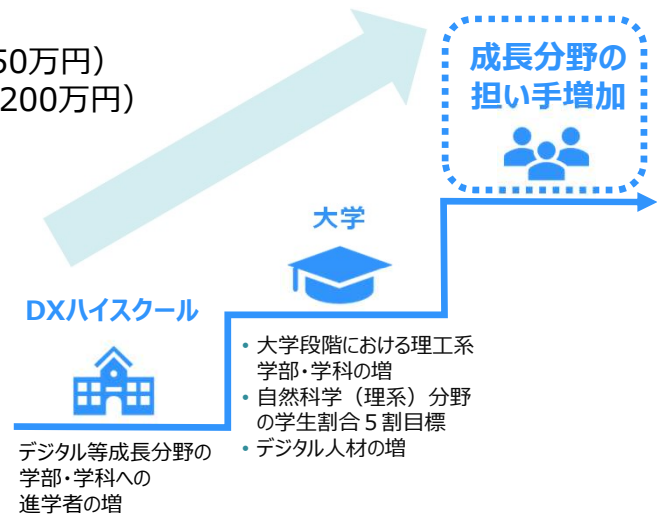 50万円）
200万円）
成長分野の
担い手増加
大学
DXハイスクール
• 大学段階における理工系
学部・学科の増
• 自然科学（理系）分野
の学生割合５割目標
• デジタル人材の増
デジタル等成長分野の
学部・学科への
進学者の増